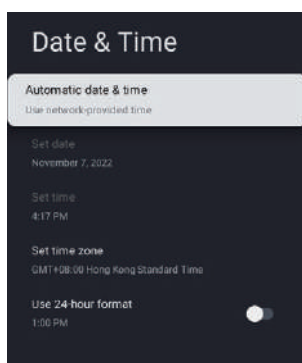 Date & Time
Automatic date & time
Use network-provided time
Set date
November 7, 2022
Set time
4:17 PM
Set time zone
GMT+08:00 Hong Kong Standard Time
Use 24-hour format
1:00 PM